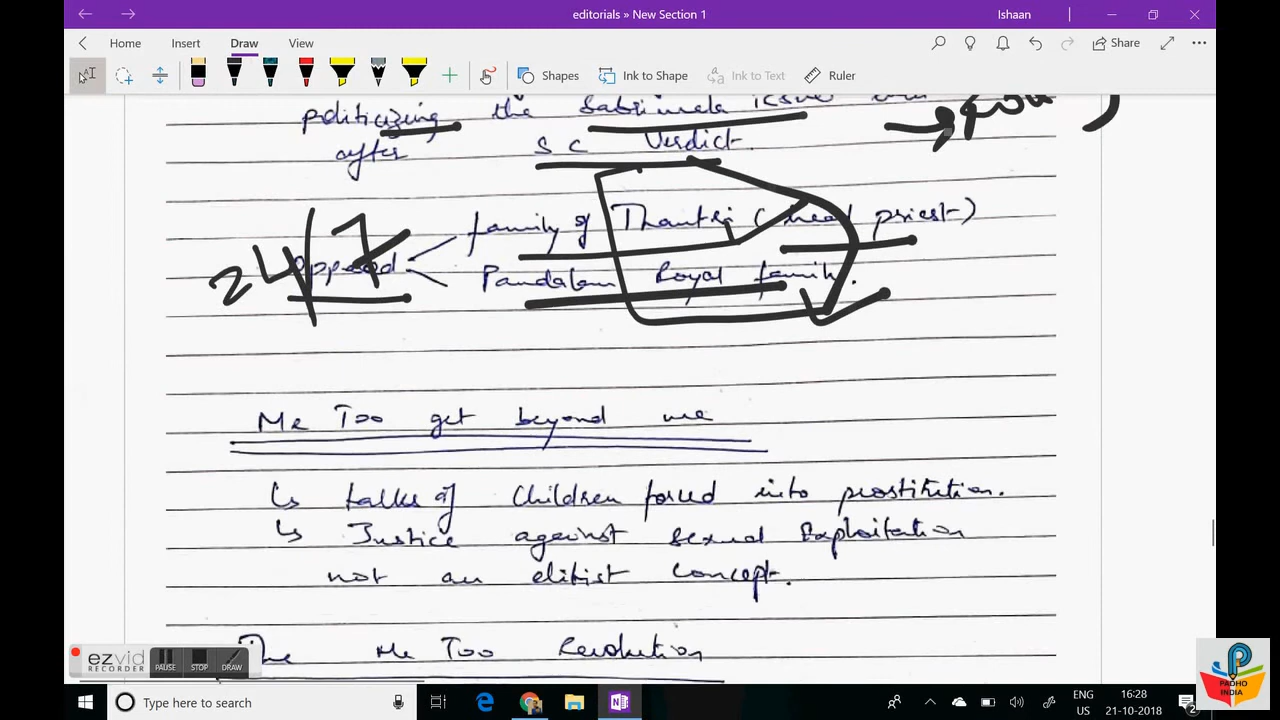 editorials » New Section 1
Ishaan
Home Insert Draw View
Share
Shapes
Ink to Shape
Ink to Text
Ruler
politicizing the Sabrimala issue
after SC Verdict.
24/7
opposed
family of Thantri (head priest)
Pandalam Royal family.
Me Too get beyond me
↳ talks of Children forced into prostitution.
↳ Justice against Sexual Exploitation
not an elitist concept.
The Me Too Revolution
ezvid
RECORDER
PAUSE
STOP
DRAW
PADHO
INDIA
Type here to search
ENG
US
16:28
21-10-2018
2